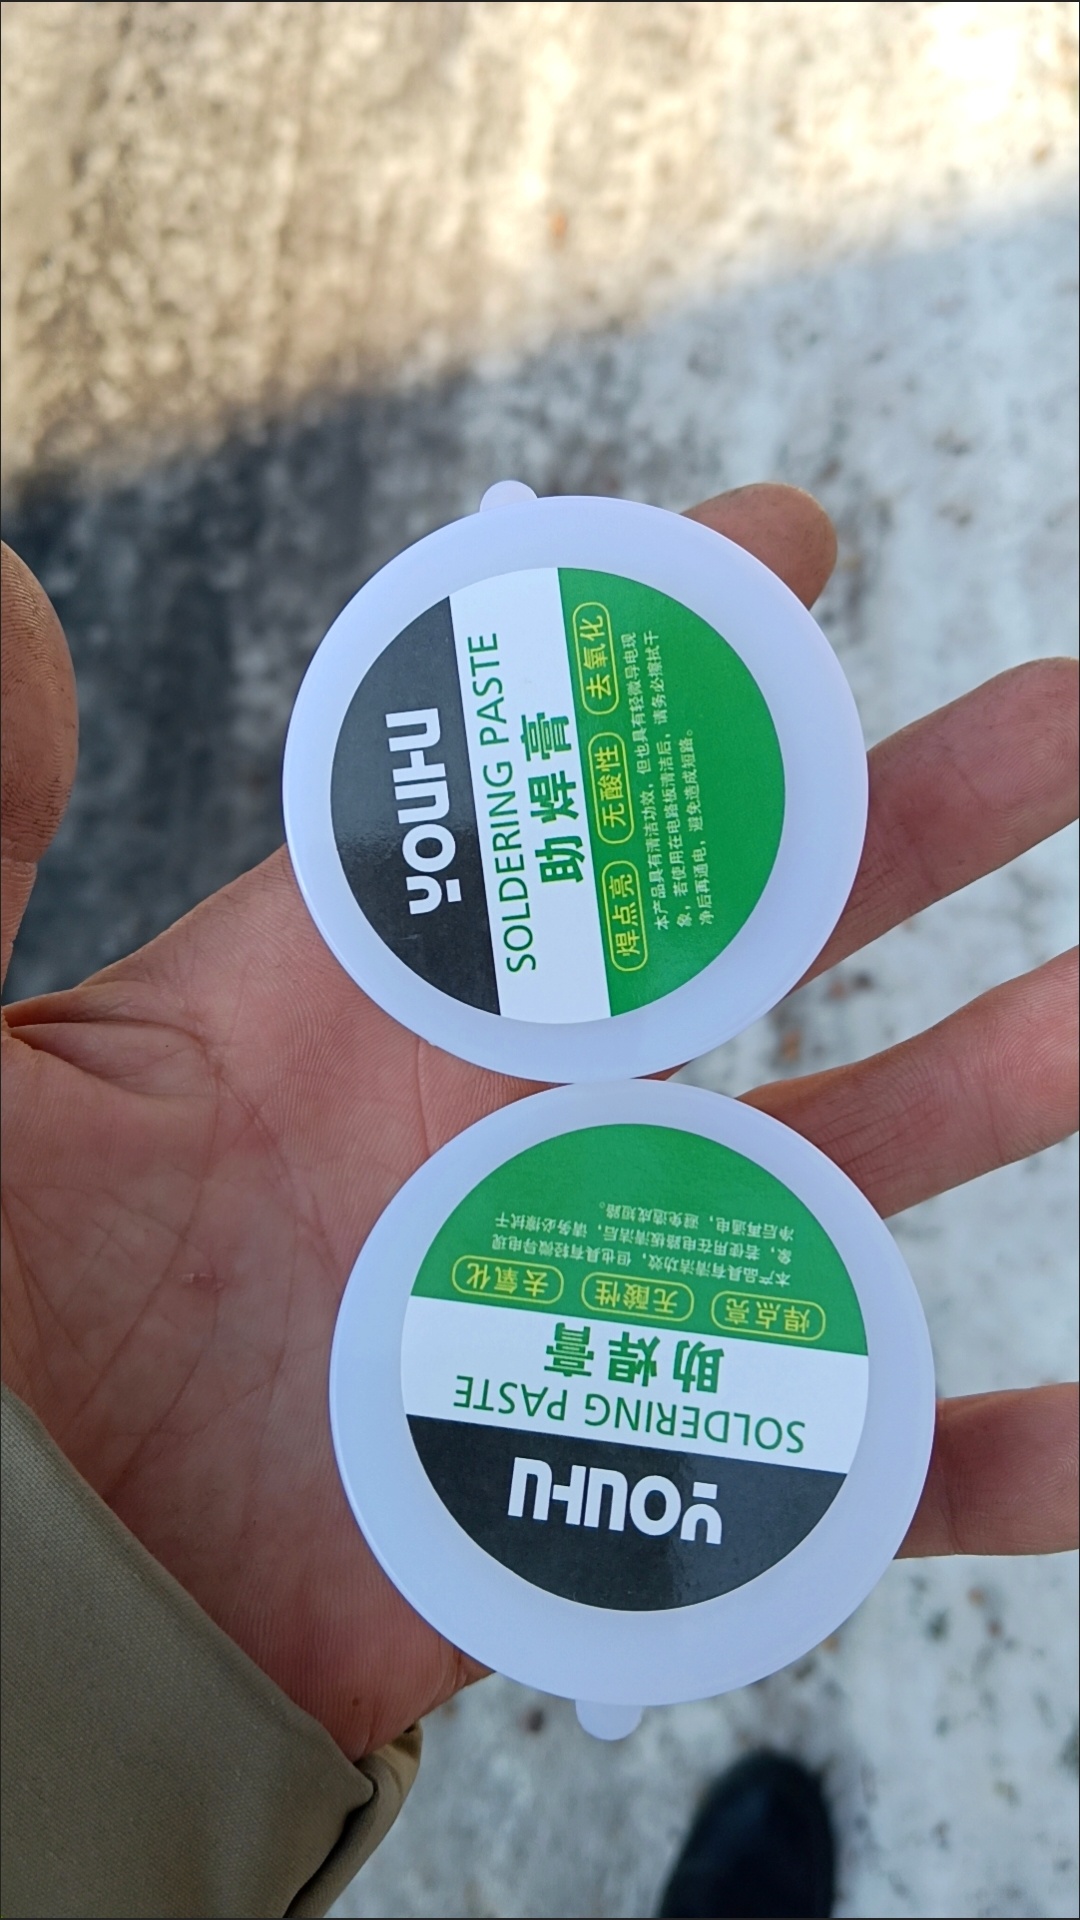 YOUHU
SOLDERING PASTE
助焊膏
焊点亮 无酸性 去氧化
本产品具有清洁功效，但也具有轻微导电现
象，若使用在电路板清洁后，请务必擦拭干
净后再通电，避免造成短路。
YOUHU
SOLDERING PASTE
助焊膏
焊点亮 无酸性 去氧化
本产品具有清洁功效，但也具有轻微导电现
象，若使用在电路板清洁后，请务必擦拭干
净后再通电，避免造成短路。